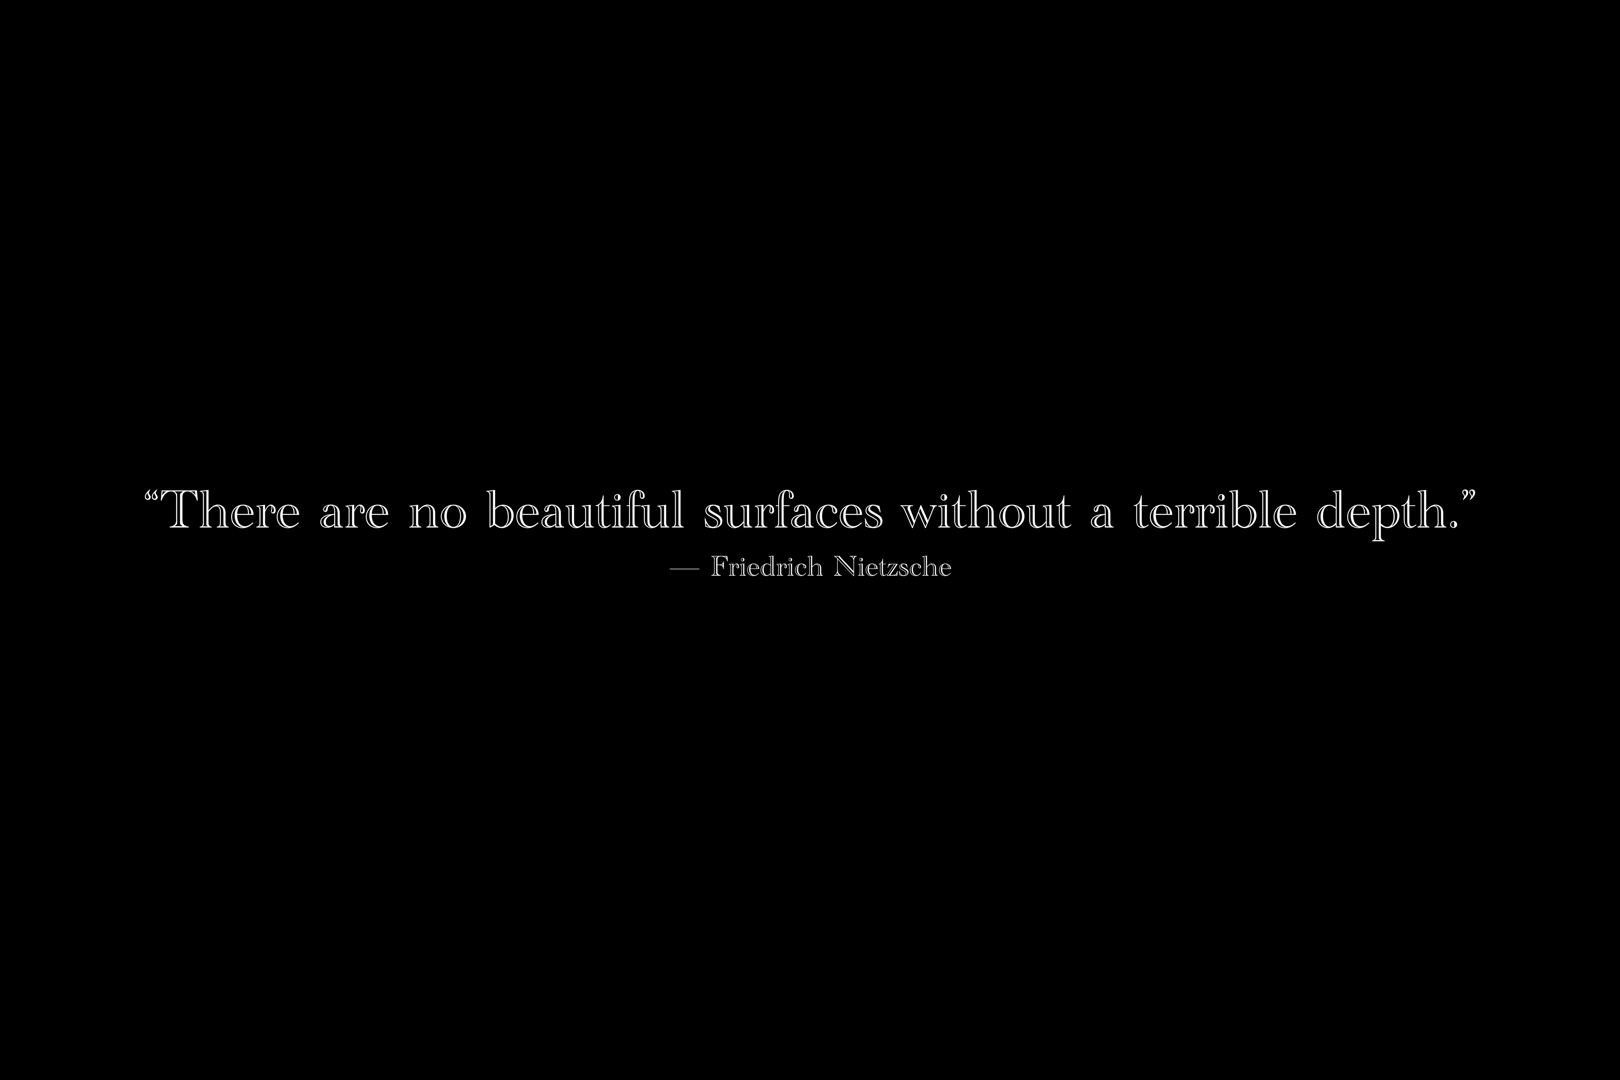 “There are no beautiful surfaces without a terrible depth.”
— Friedrich Nietzsche